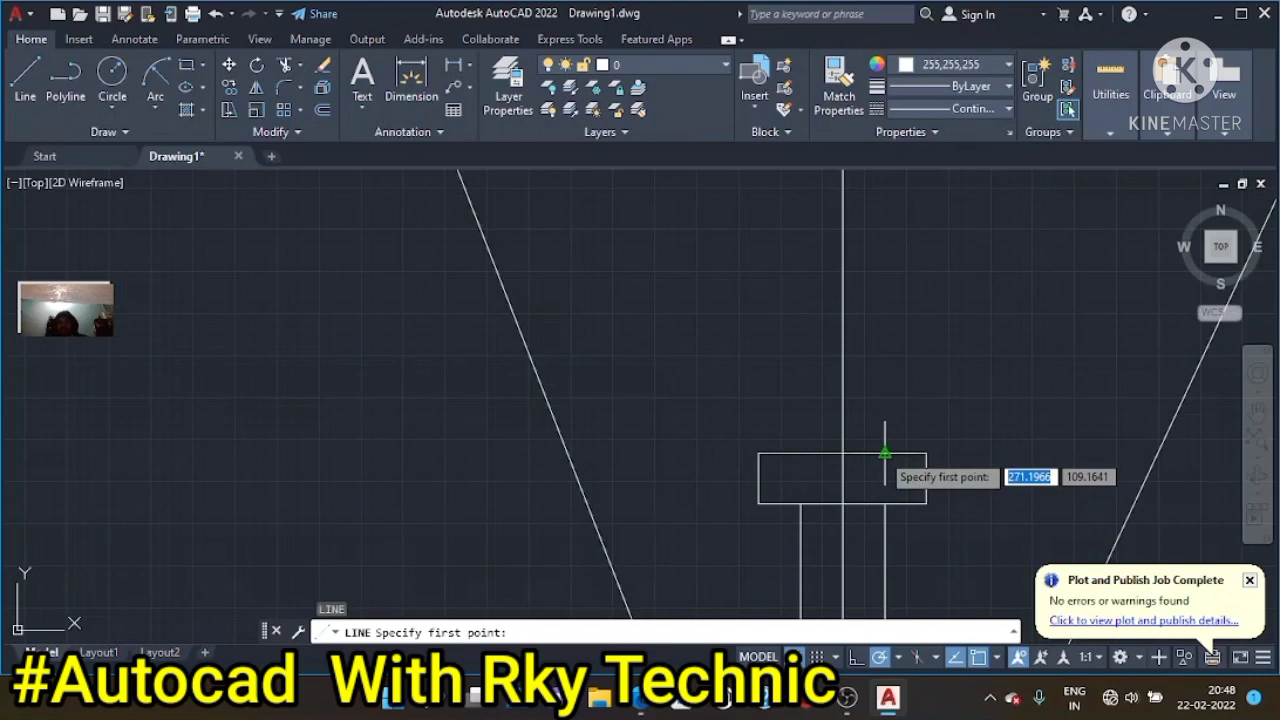 Share
Autodesk AutoCAD 2022 Drawing1.dwg
Type a keyword or phrase
Sign In
Home Insert Annotate Parametric View Manage Output Add-ins Collaborate Express Tools Featured Apps
Line Polyline Circle Arc
Draw
Modify
Text Dimension
Annotation
Layer
Properties
0
Layers
Insert
Block
Match
Properties
255,255,255
ByLayer
Contin...
Properties
Group
Groups
Utilities
Clipboard
View
K
KINEMASTER
Start Drawing1*
[−][Top][2D Wireframe]
N
W TOP E
S
WCS
Specify first point: 271.1966 109.1641
Y
X
Plot and Publish Job Complete
No errors or warnings found
Click to view plot and publish details...
LINE
LINE Specify first point:
Model Layout1 Layout2
MODEL
1:1
#Autocad With Rky Technic
ENG
IN
20:48
22-02-2022